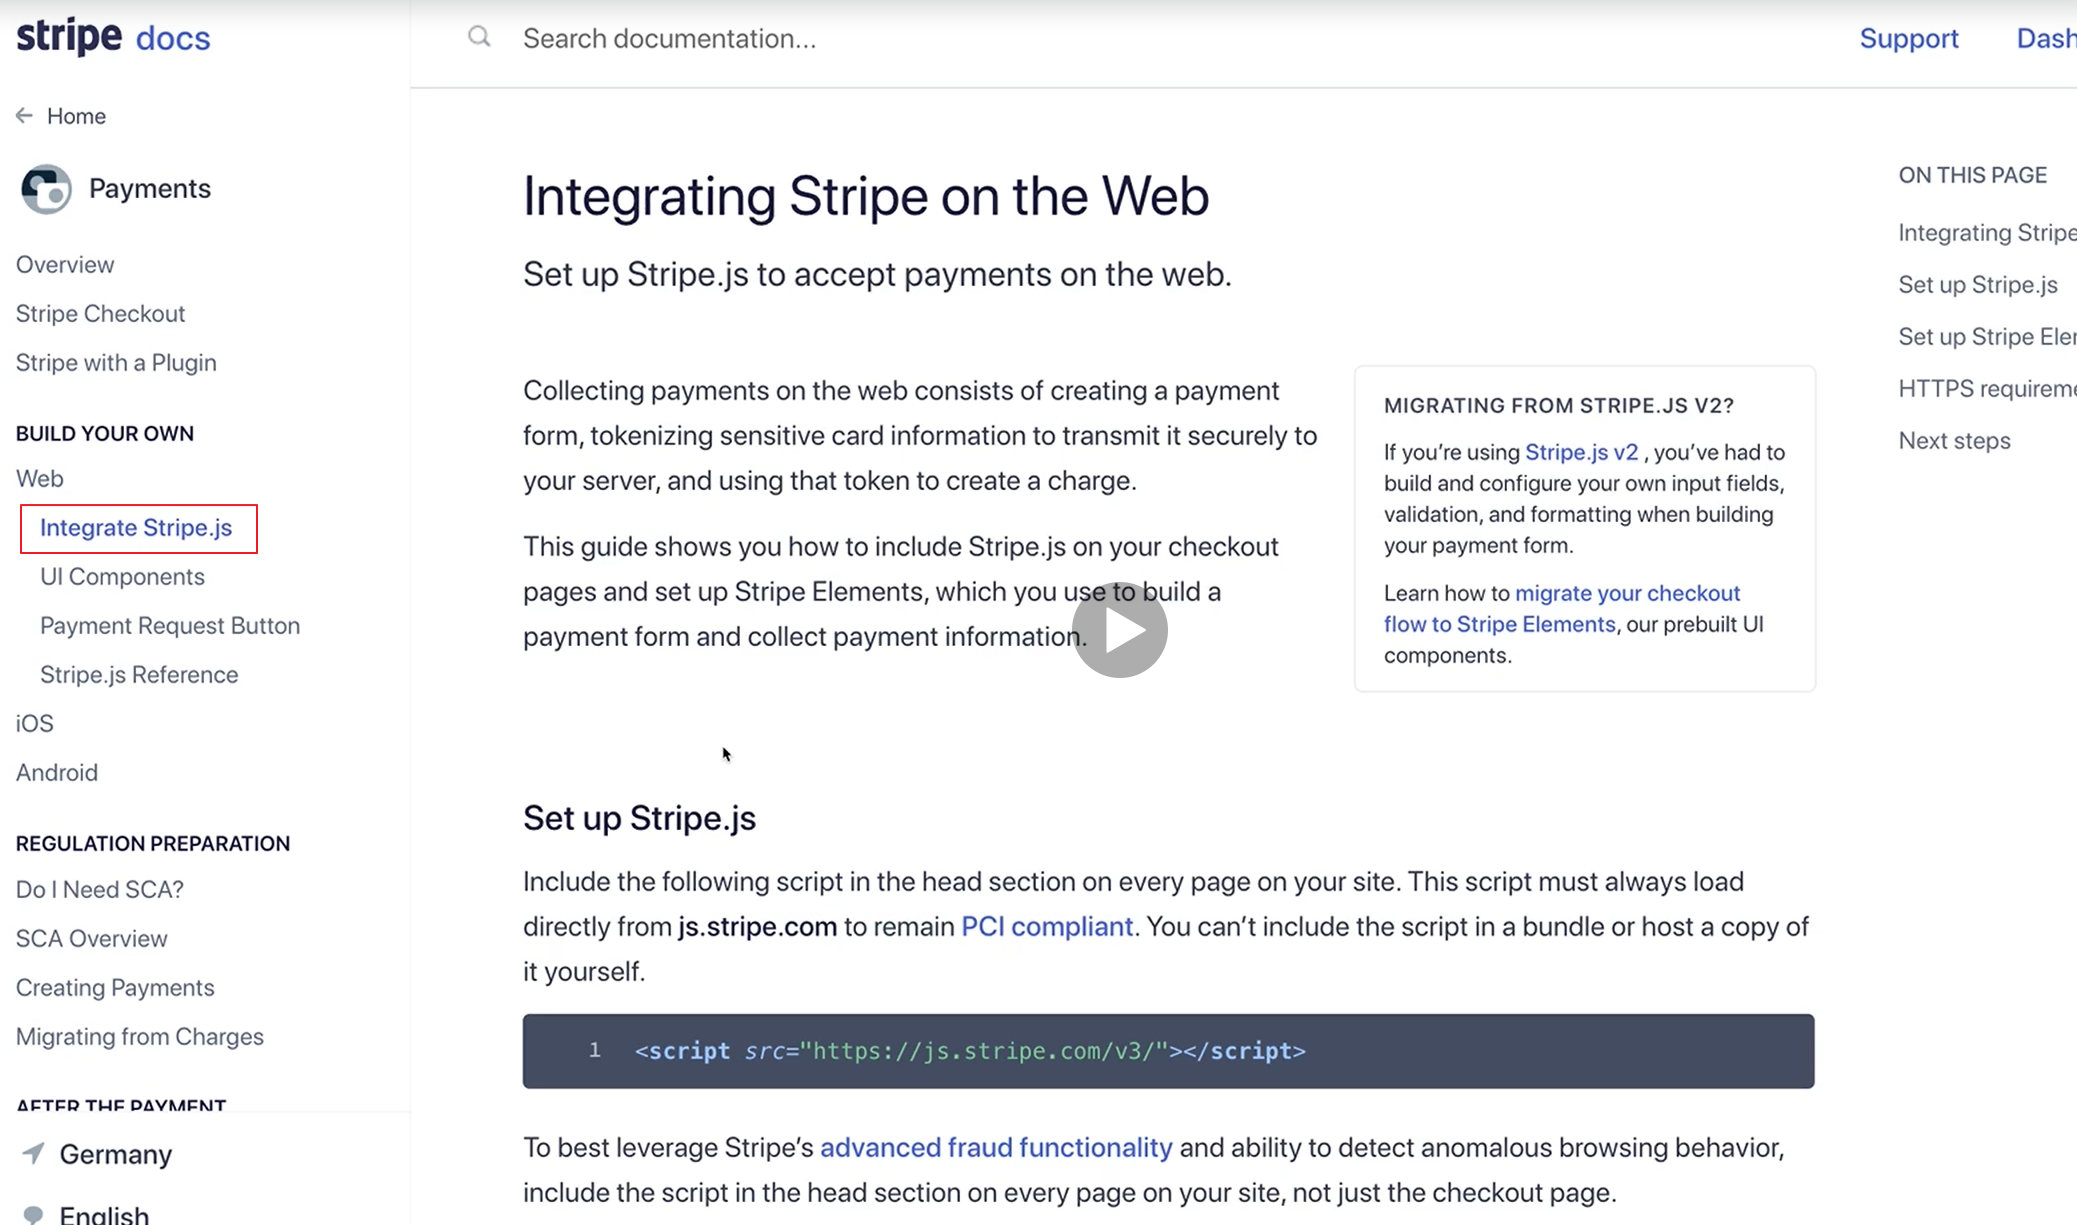 stripe docs
Search documentation...
Support
Dash
Home
Payments
Overview
Stripe Checkout
Stripe with a Plugin
BUILD YOUR OWN
Web
Integrate Stripe.js
UI Components
Payment Request Button
Stripe.js Reference
iOS
Android
REGULATION PREPARATION
Do I Need SCA?
SCA Overview
Creating Payments
Migrating from Charges
AFTER THE PAYMENT
Germany
English
Integrating Stripe on the Web
Set up Stripe.js to accept payments on the web.
Collecting payments on the web consists of creating a payment
form, tokenizing sensitive card information to transmit it securely to
your server, and using that token to create a charge.
This guide shows you how to include Stripe.js on your checkout
pages and set up Stripe Elements, which you use to build a
payment form and collect payment information.
MIGRATING FROM STRIPE.JS V2?
If you’re using Stripe.js v2 , you’ve had to
build and configure your own input fields,
validation, and formatting when building
your payment form.
Learn how to migrate your checkout
flow to Stripe Elements, our prebuilt UI
components.
Set up Stripe.js
Include the following script in the head section on every page on your site. This script must always load
directly from js.stripe.com to remain PCI compliant. You can’t include the script in a bundle or host a copy of
it yourself.
1 <script src="https://js.stripe.com/v3/"></script>
To best leverage Stripe’s advanced fraud functionality and ability to detect anomalous browsing behavior,
include the script in the head section on every page on your site, not just the checkout page.
ON THIS PAGE
Integrating Stripe
Set up Stripe.js
Set up Stripe Eler
HTTPS requireme
Next steps